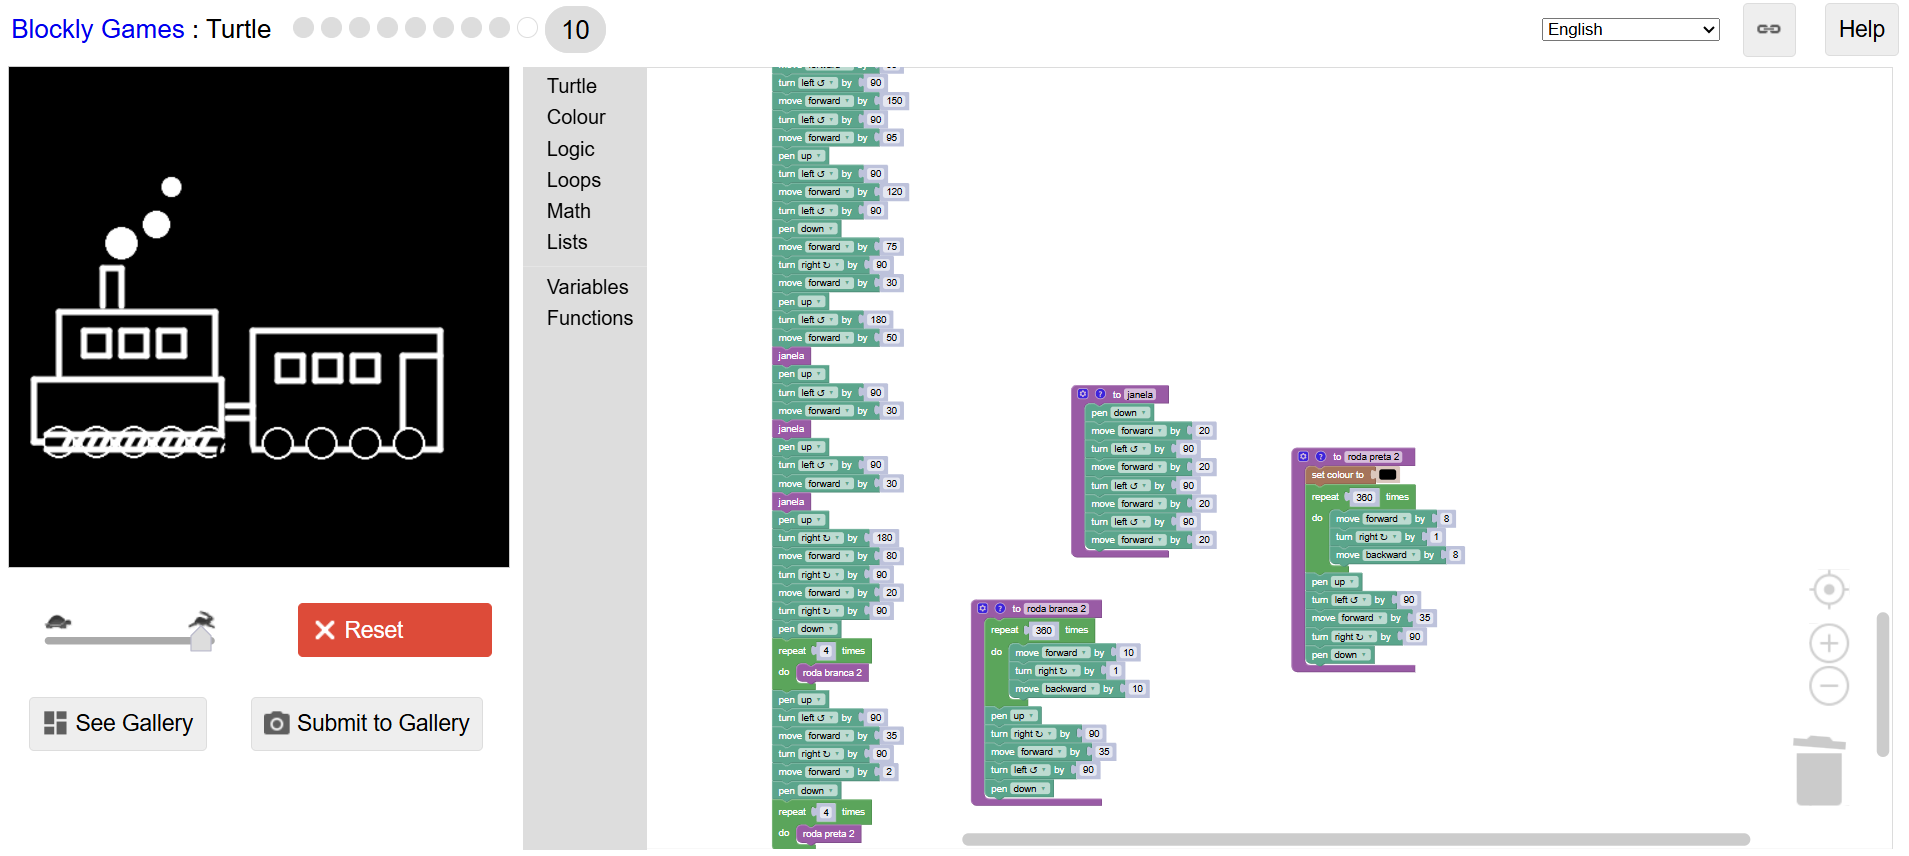 Blockly Games : Turtle
10
English
Help
Turtle
Colour
Logic
Loops
Math
Lists
Variables
Functions
Reset
See Gallery
Submit to Gallery
turn left by 90
move forward by 150
turn left by 90
move forward by 95
pen up
turn left by 90
move forward by 120
turn left by 90
pen down
move forward by 75
turn right by 90
move forward by 30
pen up
turn left by 180
move forward by 50
janela
pen up
turn left by 90
move forward by 30
janela
pen up
turn left by 90
move forward by 30
janela
pen up
turn right by 180
move forward by 80
turn right by 90
move forward by 20
turn right by 90
pen down
repeat 4 times
do roda branca 2
pen up
turn left by 90
move forward by 35
turn right by 90
move forward by 2
pen down
repeat 4 times
do roda preta 2
? to janela
pen down
move forward by 20
turn left by 90
move forward by 20
turn left by 90
move forward by 20
turn left by 90
move forward by 20
? to roda branca 2
repeat 360 times
do move forward by 10
turn right by 1
move backward by 10
pen up
turn right by 90
move forward by 35
turn left by 90
pen down
? to roda preta 2
set colour to
repeat 360 times
do move forward by 8
turn right by 1
move backward by 8
pen up
turn left by 90
move forward by 35
turn right by 90
pen down